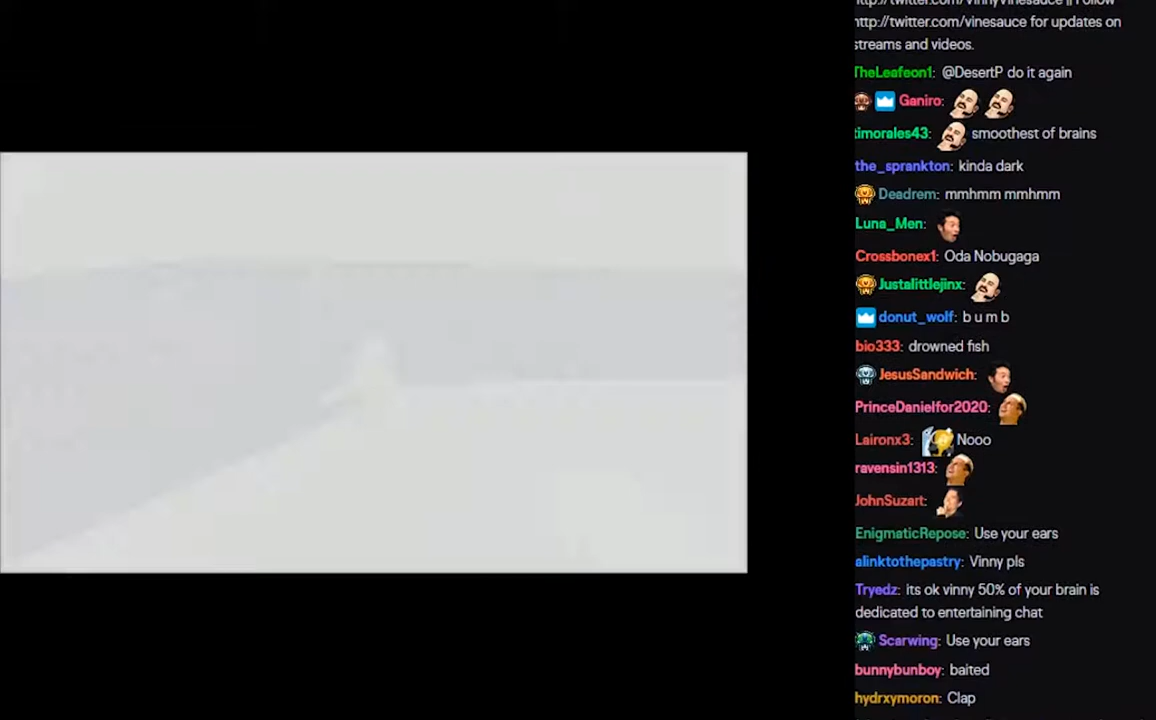 http://twitter.com/VinnyVinesauce || Follow
http://twitter.com/vinesauce for updates on
streams and videos.
TheLeafeon1: @DesertP do it again
Ganiro:
timorales43: smoothest of brains
the_sprankton: kinda dark
Deadrem: mmhmm mmhmm
Luna_Men:
Crossbonex1: Oda Nobugaga
Justalittlejinx:
donut_wolf: b u m b
bio333: drowned fish
JesusSandwich:
PrinceDanielfor2020:
Laironx3: Nooo
ravensin1313:
JohnSuzart:
EnigmaticRepose: Use your ears
alinktothepastry: Vinny pls
Tryedz: its ok vinny 50% of your brain is
dedicated to entertaining chat
Scarwing: Use your ears
bunnybunboy: baited
hydrxymoron: Clap